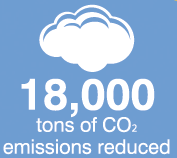 18,000
tons of CO₂
emissions reduced